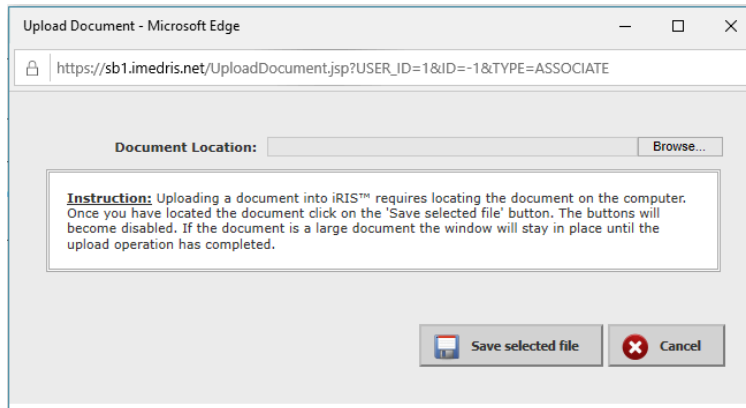 Upload Document - Microsoft Edge
https://sb1.imedris.net/UploadDocument.jsp?USER_ID=1&ID=-1&TYPE=ASSOCIATE
Document Location: Browse...
Instruction: Uploading a document into iRIS™ requires locating the document on the computer.
Once you have located the document click on the 'Save selected file' button. The buttons will
become disabled. If the document is a large document the window will stay in place until the
upload operation has completed.
Save selected file Cancel